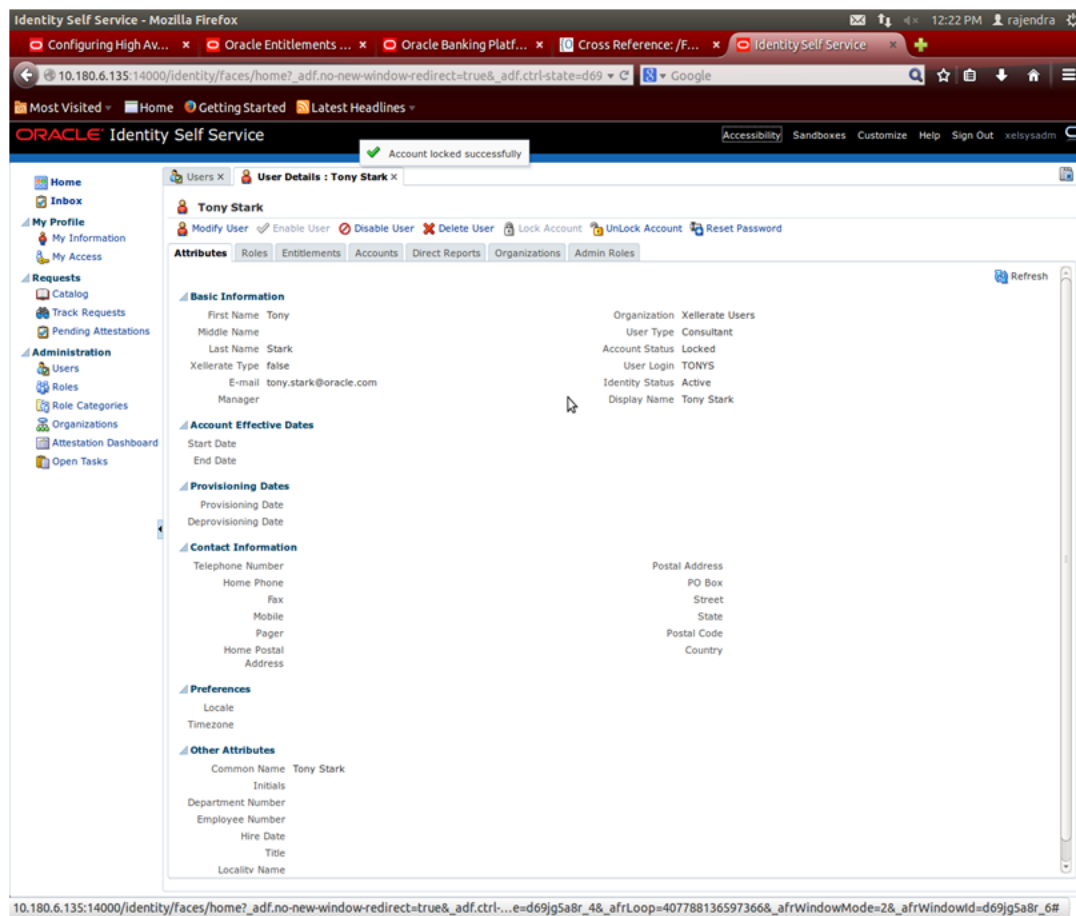 Identity Self Service - Mozilla Firefox
12:22 PM rajendra
Configuring High Av... × Oracle Entitlements ... × Oracle Banking Platf... × Cross Reference: /F... × Identity Self Service ×
10.180.6.135:14000/identity/faces/home?_adf.no-new-window-redirect=true&_adf.ctrl-state=d69 Google
Most Visited Home Getting Started Latest Headlines
ORACLE Identity Self Service Accessibility Sandboxes Customize Help Sign Out xelsysadm
Account locked successfully
Home
Inbox
My Profile
My Information
My Access
Requests
Catalog
Track Requests
Pending Attestations
Administration
Users
Roles
Role Categories
Organizations
Attestation Dashboard
Open Tasks
Users × User Details : Tony Stark ×
Tony Stark
Modify User Enable User Disable User Delete User Lock Account UnLock Account Reset Password
Attributes Roles Entitlements Accounts Direct Reports Organizations Admin Roles
Refresh
Basic Information
First Name Tony Organization Xellerate Users
Middle Name User Type Consultant
Last Name Stark Account Status Locked
Xellerate Type false User Login TONYS
E-mail tony.stark@oracle.com Identity Status Active
Manager Display Name Tony Stark
Account Effective Dates
Start Date
End Date
Provisioning Dates
Provisioning Date
Deprovisioning Date
Contact Information
Telephone Number Postal Address
Home Phone PO Box
Fax Street
Mobile State
Pager Postal Code
Home Postal Country
Address
Preferences
Locale
Timezone
Other Attributes
Common Name Tony Stark
Initials
Department Number
Employee Number
Hire Date
Title
Locality Name
10.180.6.135:14000/identity/faces/home?_adf.no-new-window-redirect=true&_adf.ctrl-...e=d69jg5a8r_4&_afrLoop=407788136597366&_afrWindowMode=2&_afrWindowId=d69jg5a8r_6#